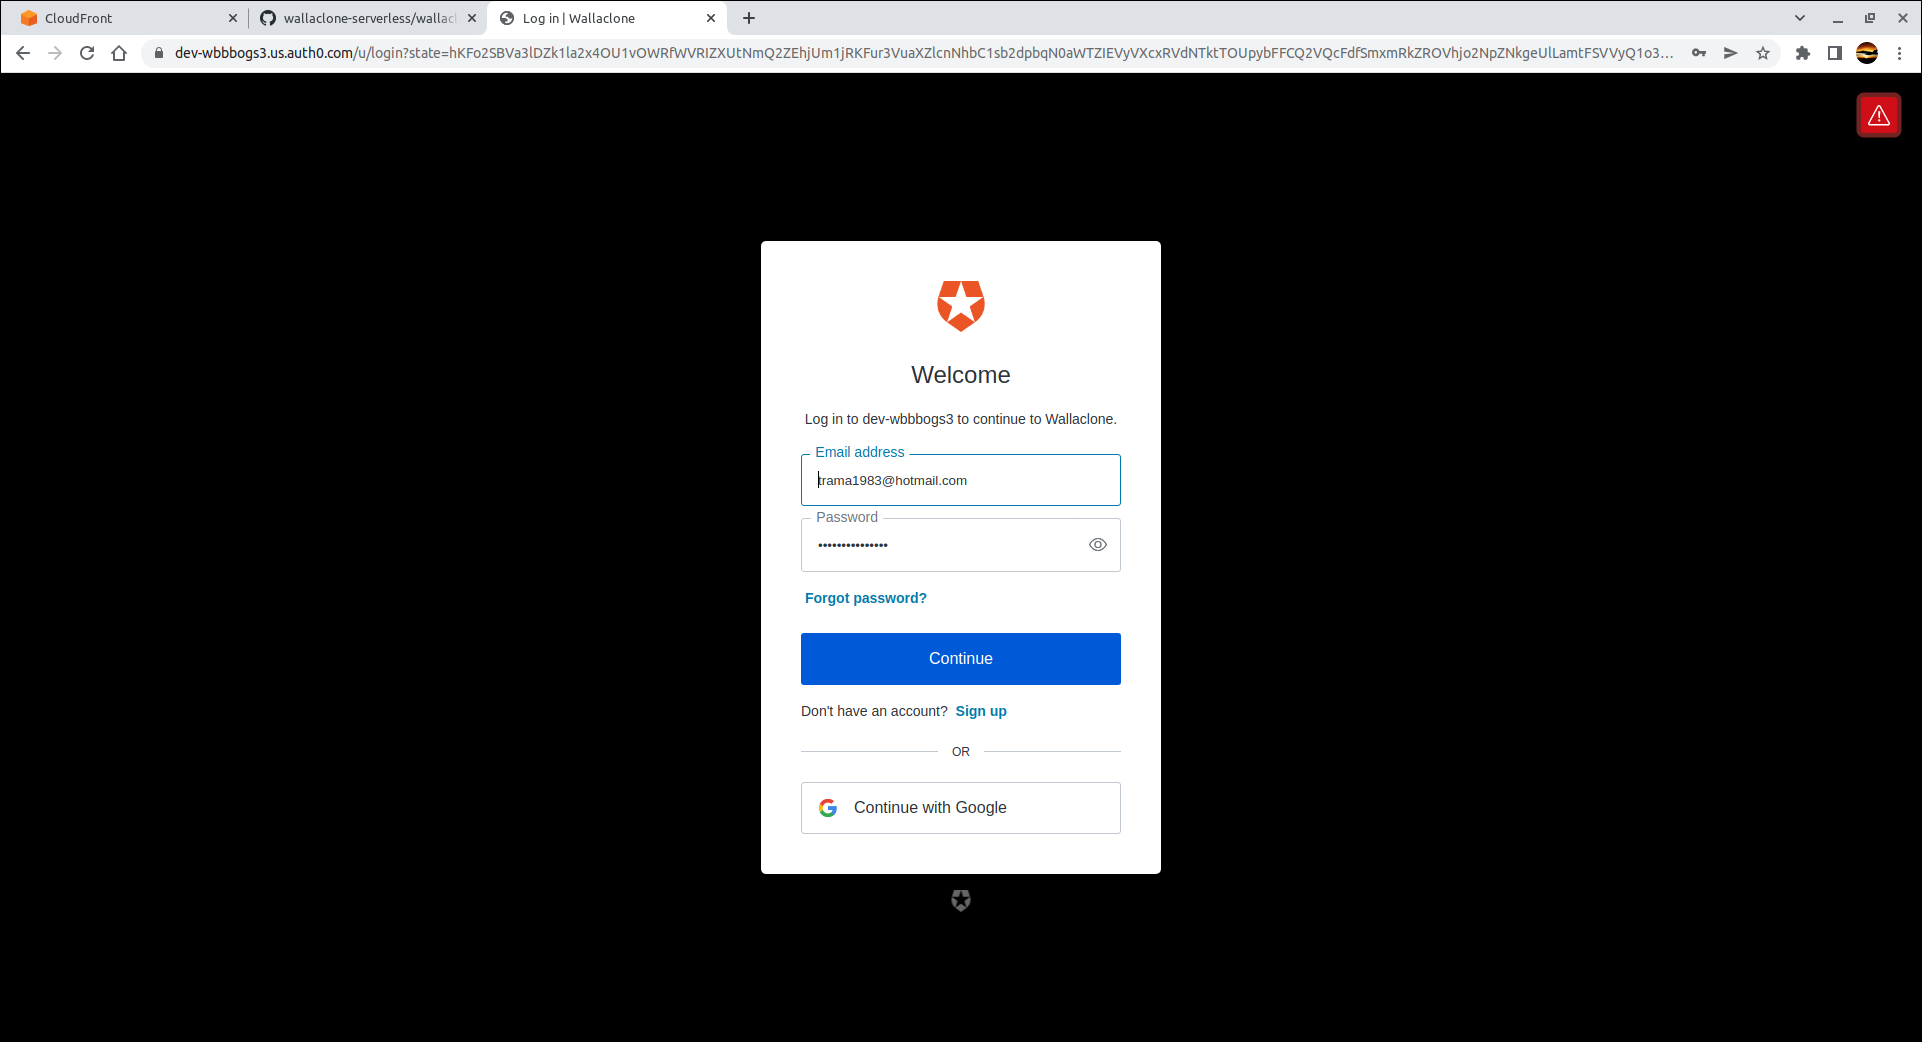 CloudFront
wallaclone-serverless/wallac
Log in | Wallaclone
dev-wbbbogs3.us.auth0.com/u/login?state=hKFo2SBVa3lDZk1la2x4OU1vOWRfWVRIZXUtNmQ2ZEhjUm1jRKFur3VuaXZlcnNhbC1sb2dpbqN0aWTZIEVyVXcxRVdNTktTOUpybFFCQ2VQcFdfSmxmRkZROVhjo2NpZNkgeUlLamtFSVVyQ1o3...
Welcome
Log in to dev-wbbbogs3 to continue to Wallaclone.
Email address
trama1983@hotmail.com
Password
•••••••••••••••
Forgot password?
Continue
Don't have an account? Sign up
OR
Continue with Google